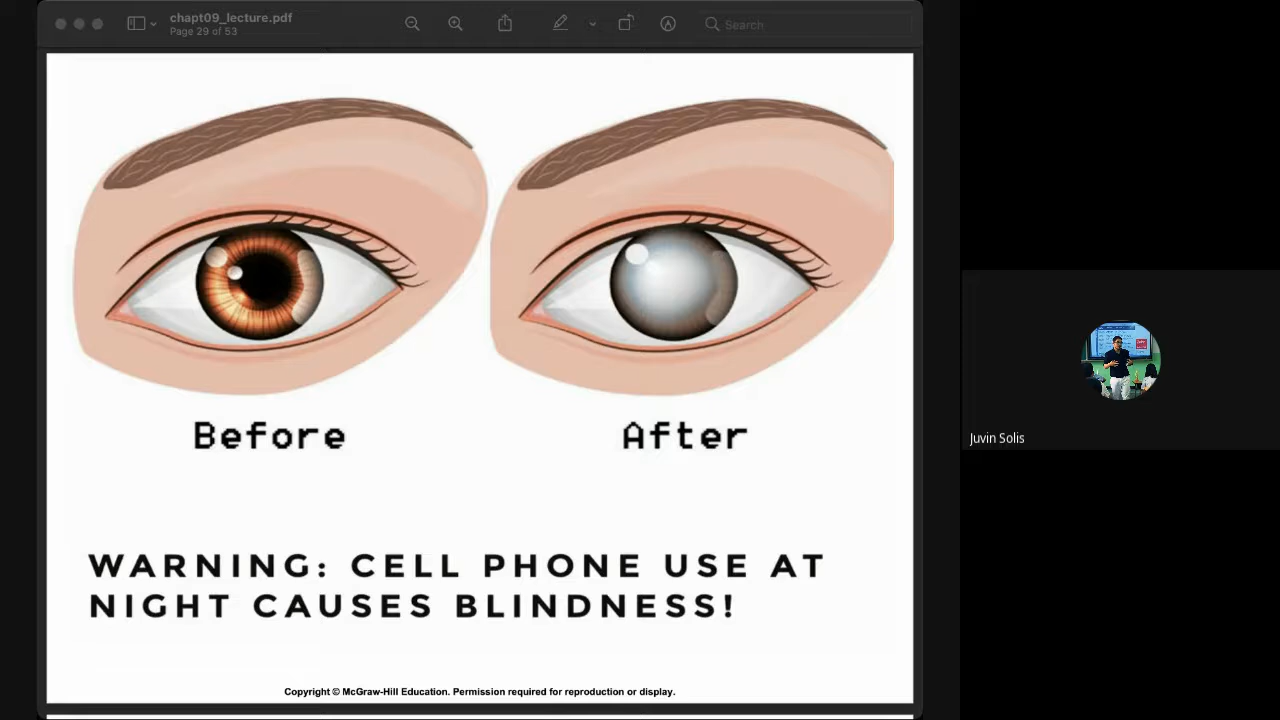 chapt09_lecture.pdf
Page 29 of 53
Search
Before
After
WARNING: CELL PHONE USE AT
NIGHT CAUSES BLINDNESS!
Copyright © McGraw-Hill Education. Permission required for reproduction or display.
Juvin Solis